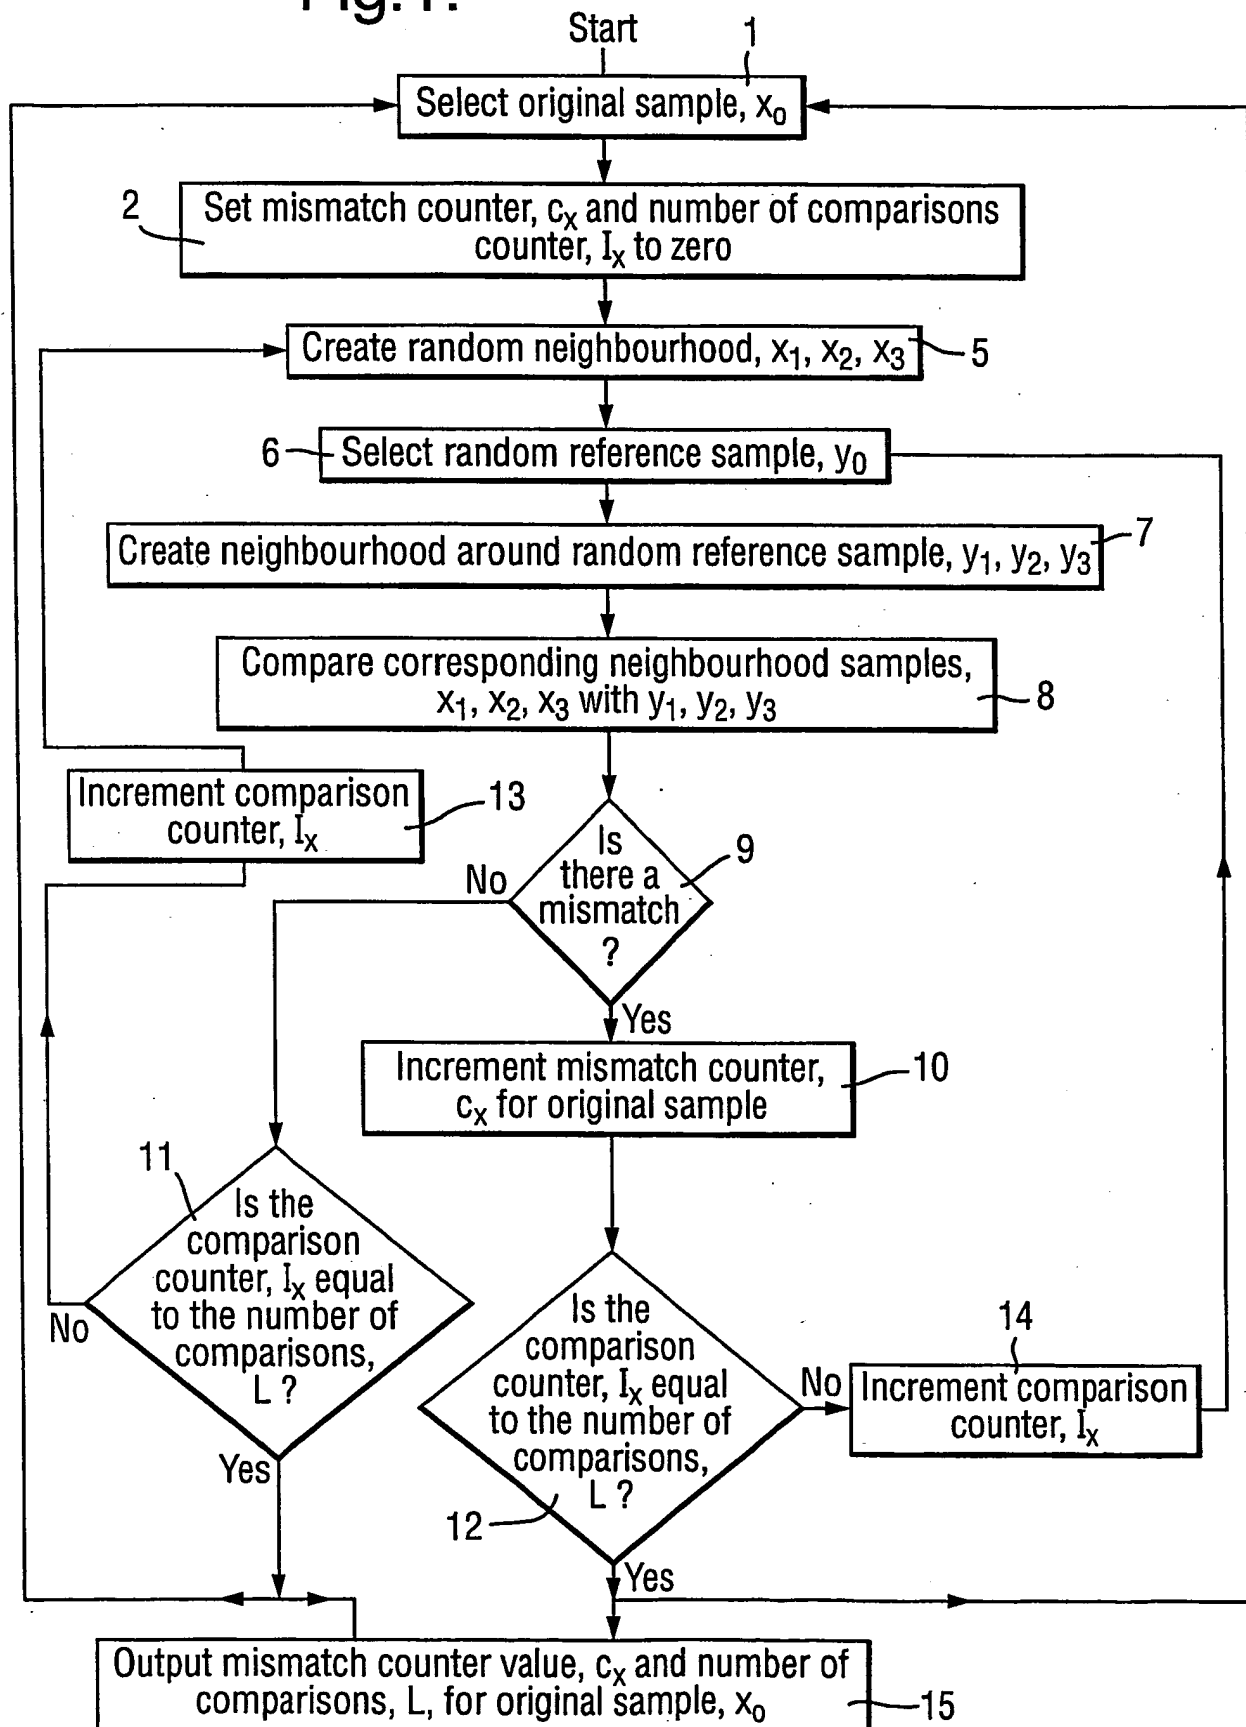 Fig.1.
Start
1
Select original sample, x₀
2
Set mismatch counter, cₓ and number of comparisons
counter, Iₓ to zero
Create random neighbourhood, x₁, x₂, x₃
5
6
Select random reference sample, y₀
7
Create neighbourhood around random reference sample, y₁, y₂, y₃
Compare corresponding neighbourhood samples,
x₁, x₂, x₃ with y₁, y₂, y₃
8
Increment comparison
counter, Iₓ
13
Is
there a
mismatch
?
9
No
Yes
Increment mismatch counter,
cₓ for original sample
10
11
Is the
comparison
counter, Iₓ equal
to the number of
comparisons,
L ?
No
Yes
Is the
comparison
counter, Iₓ equal
to the number of
comparisons,
L ?
12
No
Yes
14
Increment comparison
counter, Iₓ
Output mismatch counter value, cₓ and number of
comparisons, L, for original sample, x₀
15